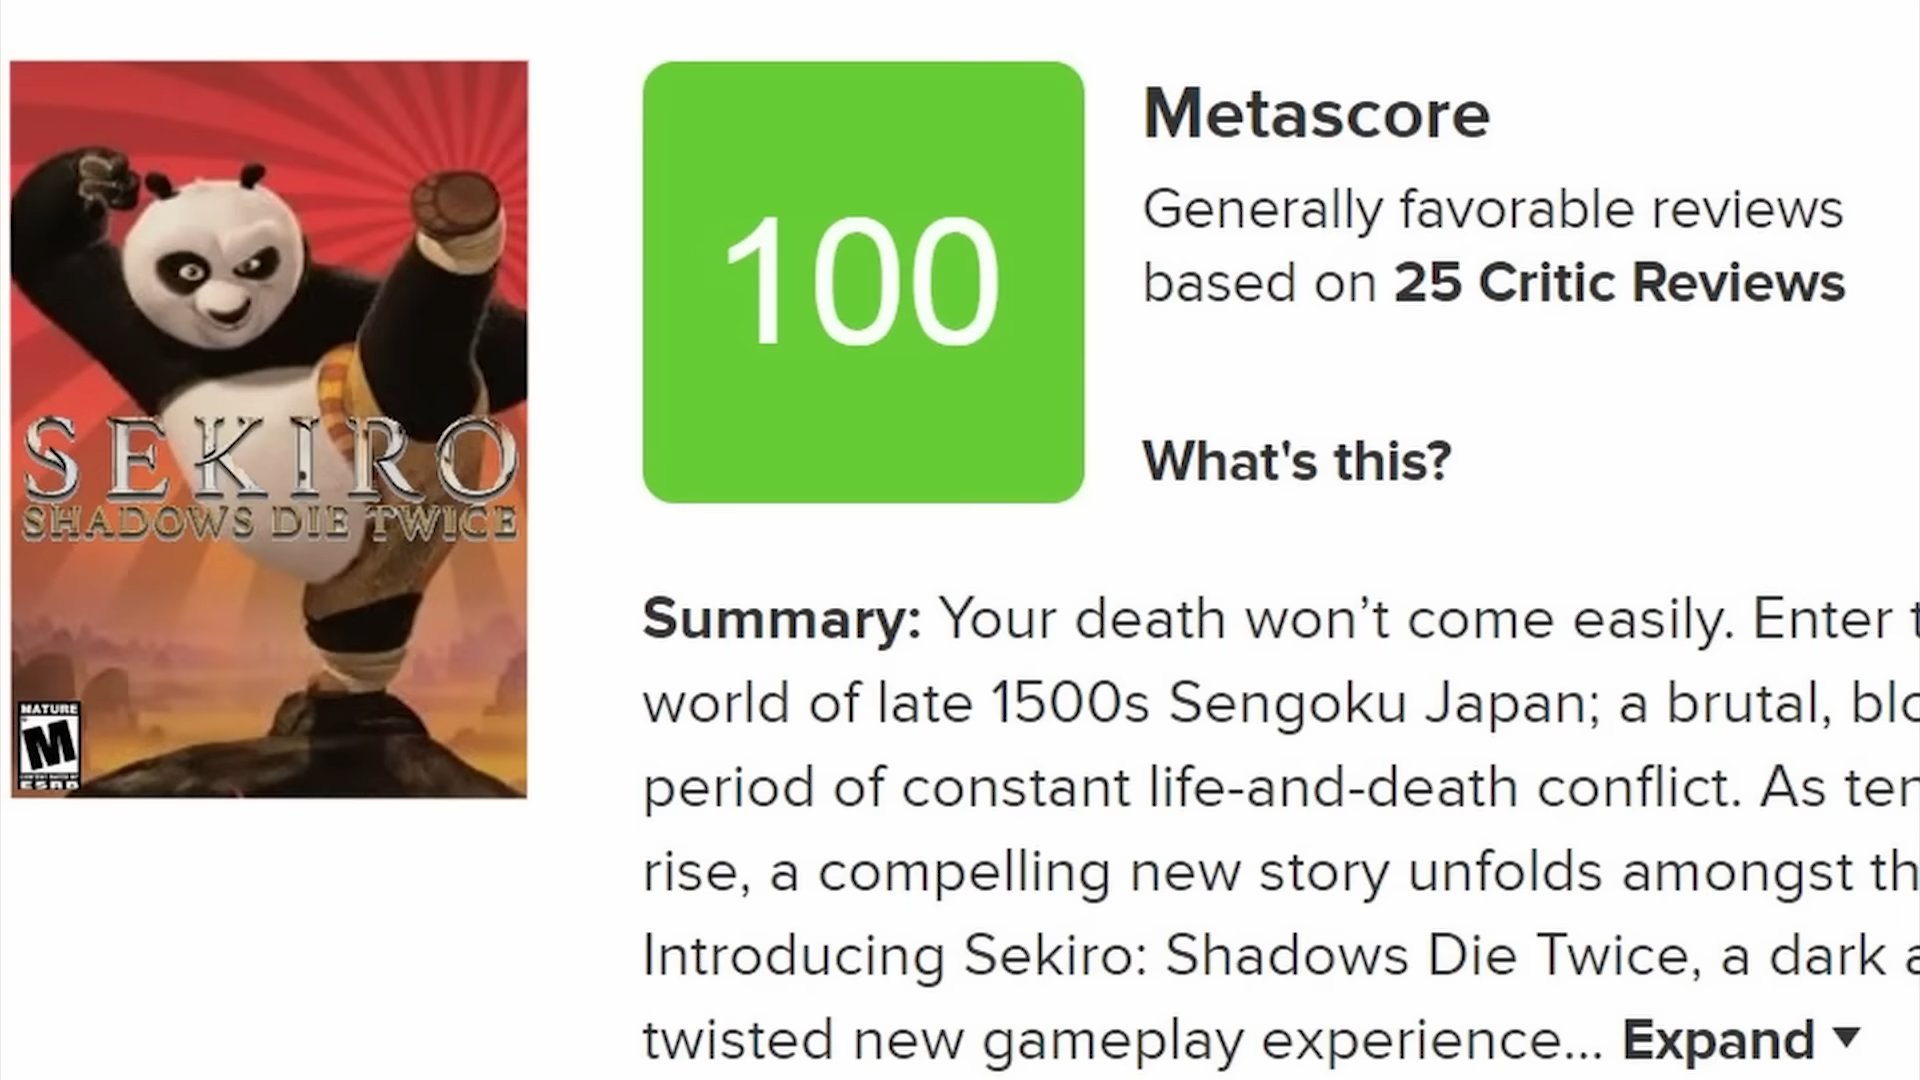 SEKIRO
SHADOWS DIE TWICE
MATURE
M
ESRB
100
Metascore
Generally favorable reviews
based on 25 Critic Reviews
What's this?
Summary: Your death won’t come easily. Enter t
world of late 1500s Sengoku Japan; a brutal, blo
period of constant life-and-death conflict. As ten
rise, a compelling new story unfolds amongst th
Introducing Sekiro: Shadows Die Twice, a dark a
twisted new gameplay experience... Expand